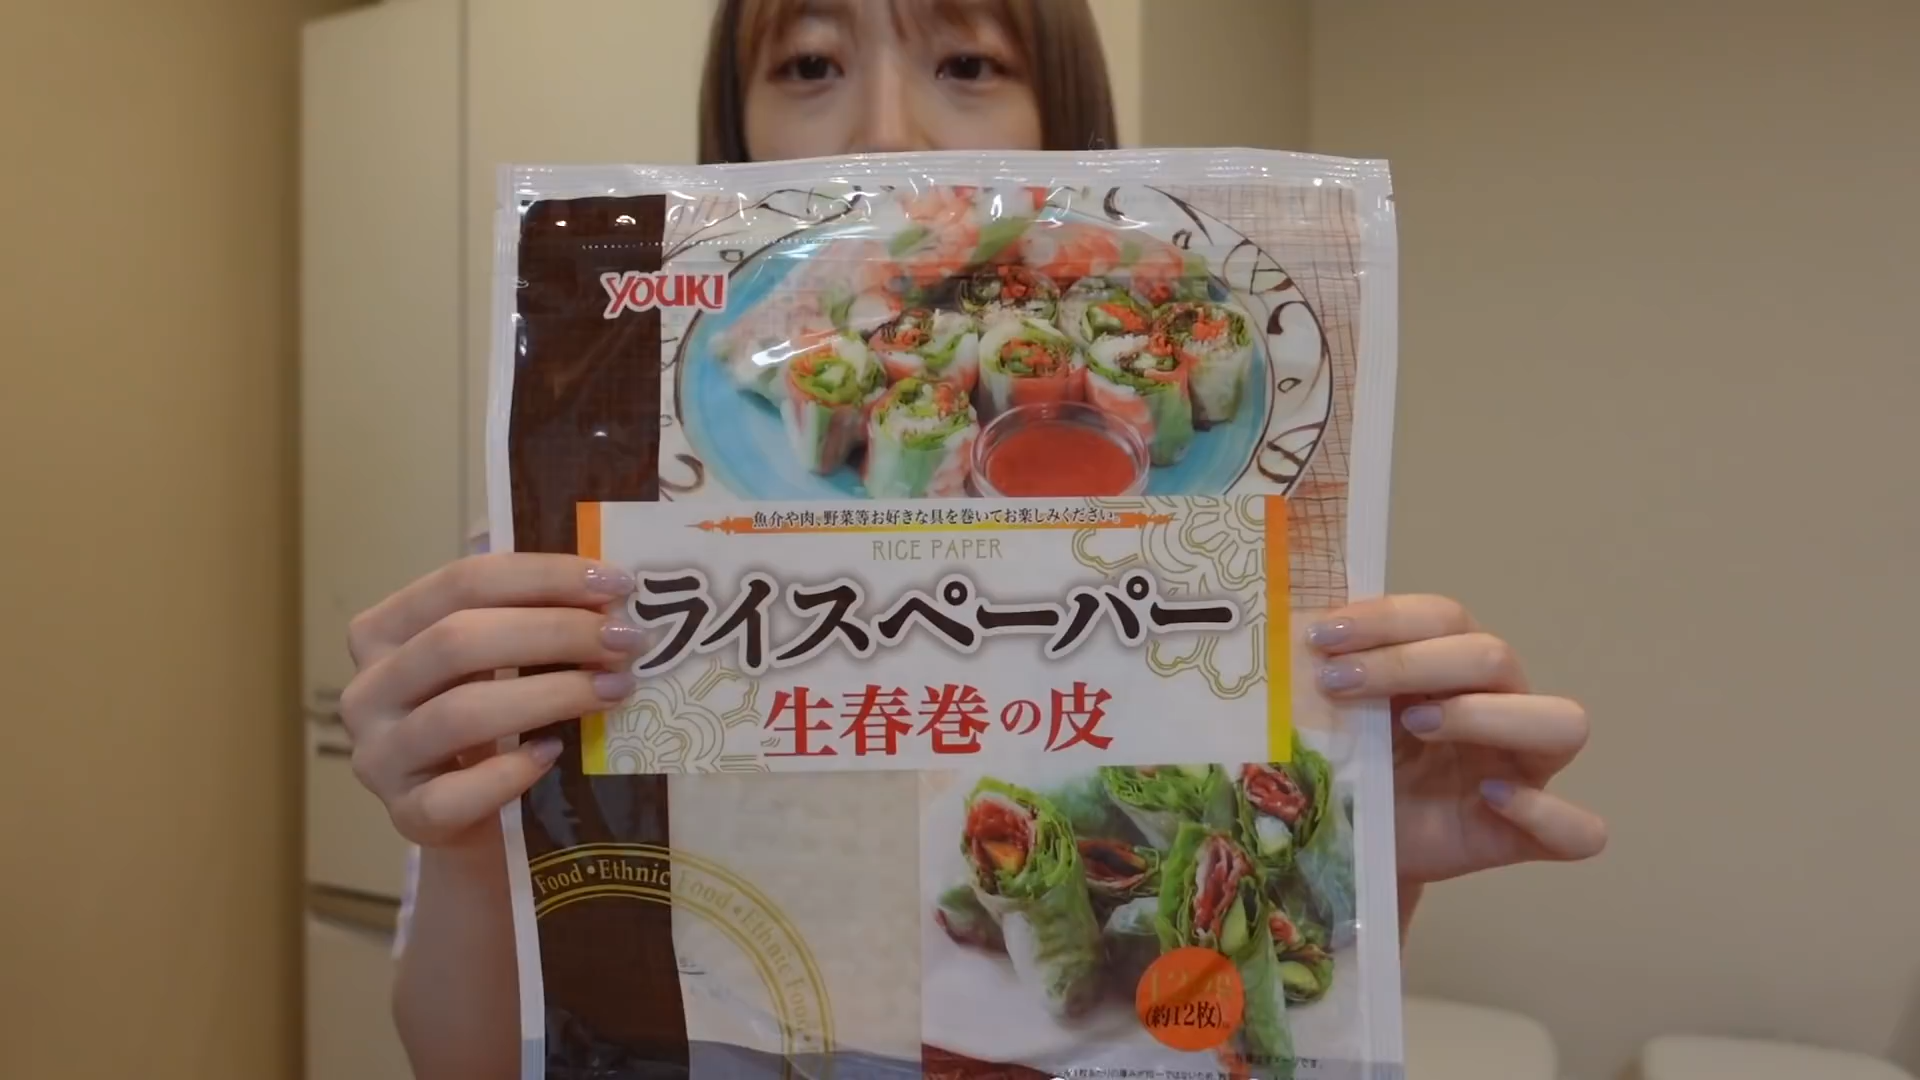 YOUKI
魚介や肉、野菜等お好きな具を巻いてお楽しみください。
RICE PAPER
ライスペーパー
生春巻の皮
Food・Ethnic Food・Ethnic Food
(約12枚)